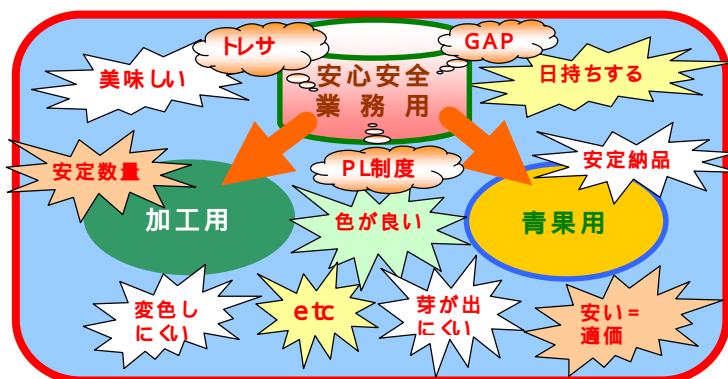 トレサ
GAP
美味しい
安心安全
業務用
日持ちする
安定数量
PL制度
安定納品
加工用
色が良い
青果用
変色し
にくい
etc
芽が出
にくい
安い=
適価